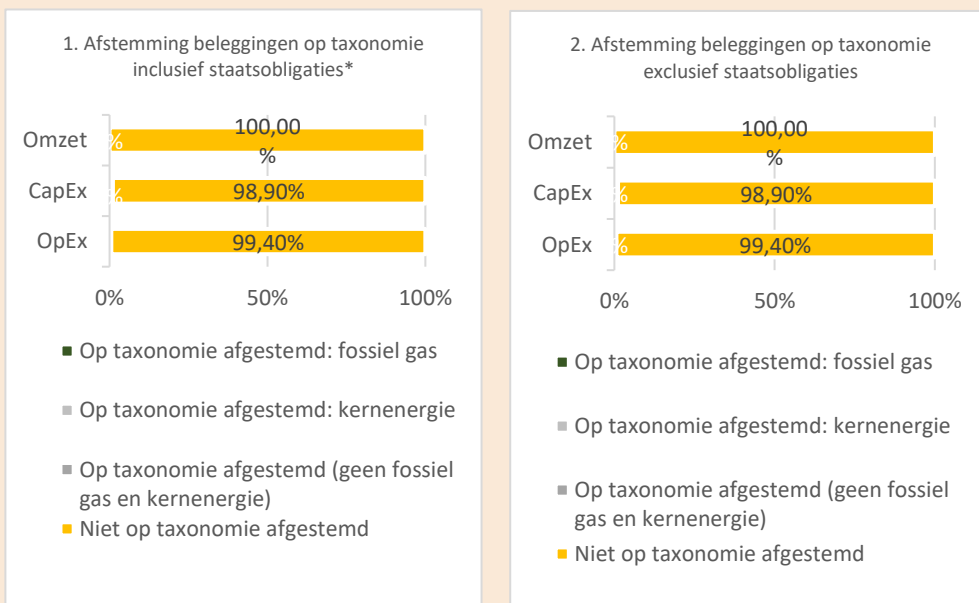 1. Afstemming beleggingen op taxonomie
inclusief staatsobligaties*
Omzet
%
100,00
%
CapEx
%
98,90%
OpEx
99,40%
0%
50%
100%
Op taxonomie afgestemd: fossiel gas
Op taxonomie afgestemd: kernenergie
Op taxonomie afgestemd (geen fossiel
gas en kernenergie)
Niet op taxonomie afgestemd
2. Afstemming beleggingen op taxonomie
exclusief staatsobligaties
Omzet
%
100,00
%
CapEx
%
98,90%
OpEx
%
99,40%
0%
50%
100%
Op taxonomie afgestemd: fossiel gas
Op taxonomie afgestemd: kernenergie
Op taxonomie afgestemd (geen fossiel
gas en kernenergie)
Niet op taxonomie afgestemd